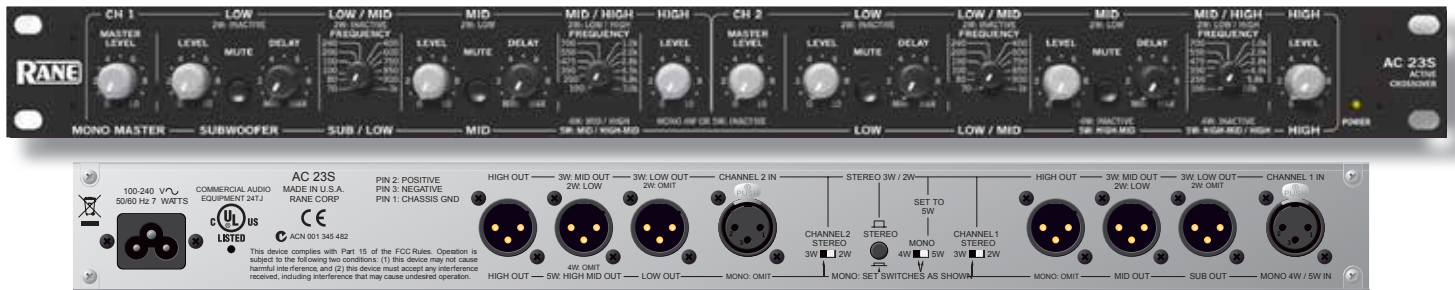 CH 1 LOW LOW / MID MID MID / HIGH HIGH CH 2 LOW LOW / MID MID MID / HIGH HIGH
2W: INACTIVE 2W: INACTIVE 2W: LOW 2W: LOW / HIGH 2W: INACTIVE 2W: INACTIVE 2W: LOW 2W: LOW / HIGH
MASTER LEVEL LEVEL MUTE DELAY FREQUENCY LEVEL MUTE DELAY FREQUENCY LEVEL MASTER LEVEL LEVEL MUTE DELAY FREQUENCY LEVEL MUTE DELAY FREQUENCY LEVEL
RANE
AC 23S
ACTIVE
CROSSOVER
POWER
4W: MID / HIGH
5W: MID / HIGH-MID
MONO 4W OR 5W: INACTIVE
4W: INACTIVE
5W: HIGH-MID
4W: INACTIVE
5W: HIGH-MID / HIGH
MONO MASTER SUBWOOFER SUB / LOW MID LOW LOW / MID HIGH
100-240 V
50/60 Hz 7 WATTS
COMMERCIAL AUDIO
EQUIPMENT 24TJ
C UL US
LISTED
AC 23S
MADE IN U.S.A.
RANE CORP
CE
ACN 001 345 482
PIN 2: POSITIVE
PIN 3: NEGATIVE
PIN 1: CHASSIS GND
This device complies with Part 15 of the FCC Rules. Operation is
subject to the following two conditions: (1) this device may not cause
harmful interference, and (2) this device must accept any interference
received, including interference that may cause undesired operation.
HIGH OUT 3W: MID OUT 3W: LOW OUT CHANNEL 2 IN STEREO 3W / 2W HIGH OUT 3W: MID OUT 3W: LOW OUT CHANNEL 1 IN
2W: LOW 2W: OMIT 2W: LOW 2W: OMIT
PUSH PUSH
SET TO
5W
CHANNEL 2
STEREO
3W 2W
STEREO
MONO
4W 5W
CHANNEL 1
STEREO
3W 2W
4W: OMIT
HIGH OUT 5W: HIGH MID OUT LOW OUT MONO: OMIT MONO: SET SWITCHES AS SHOWN MONO: OMIT MID OUT SUB OUT MONO 4W / 5W IN